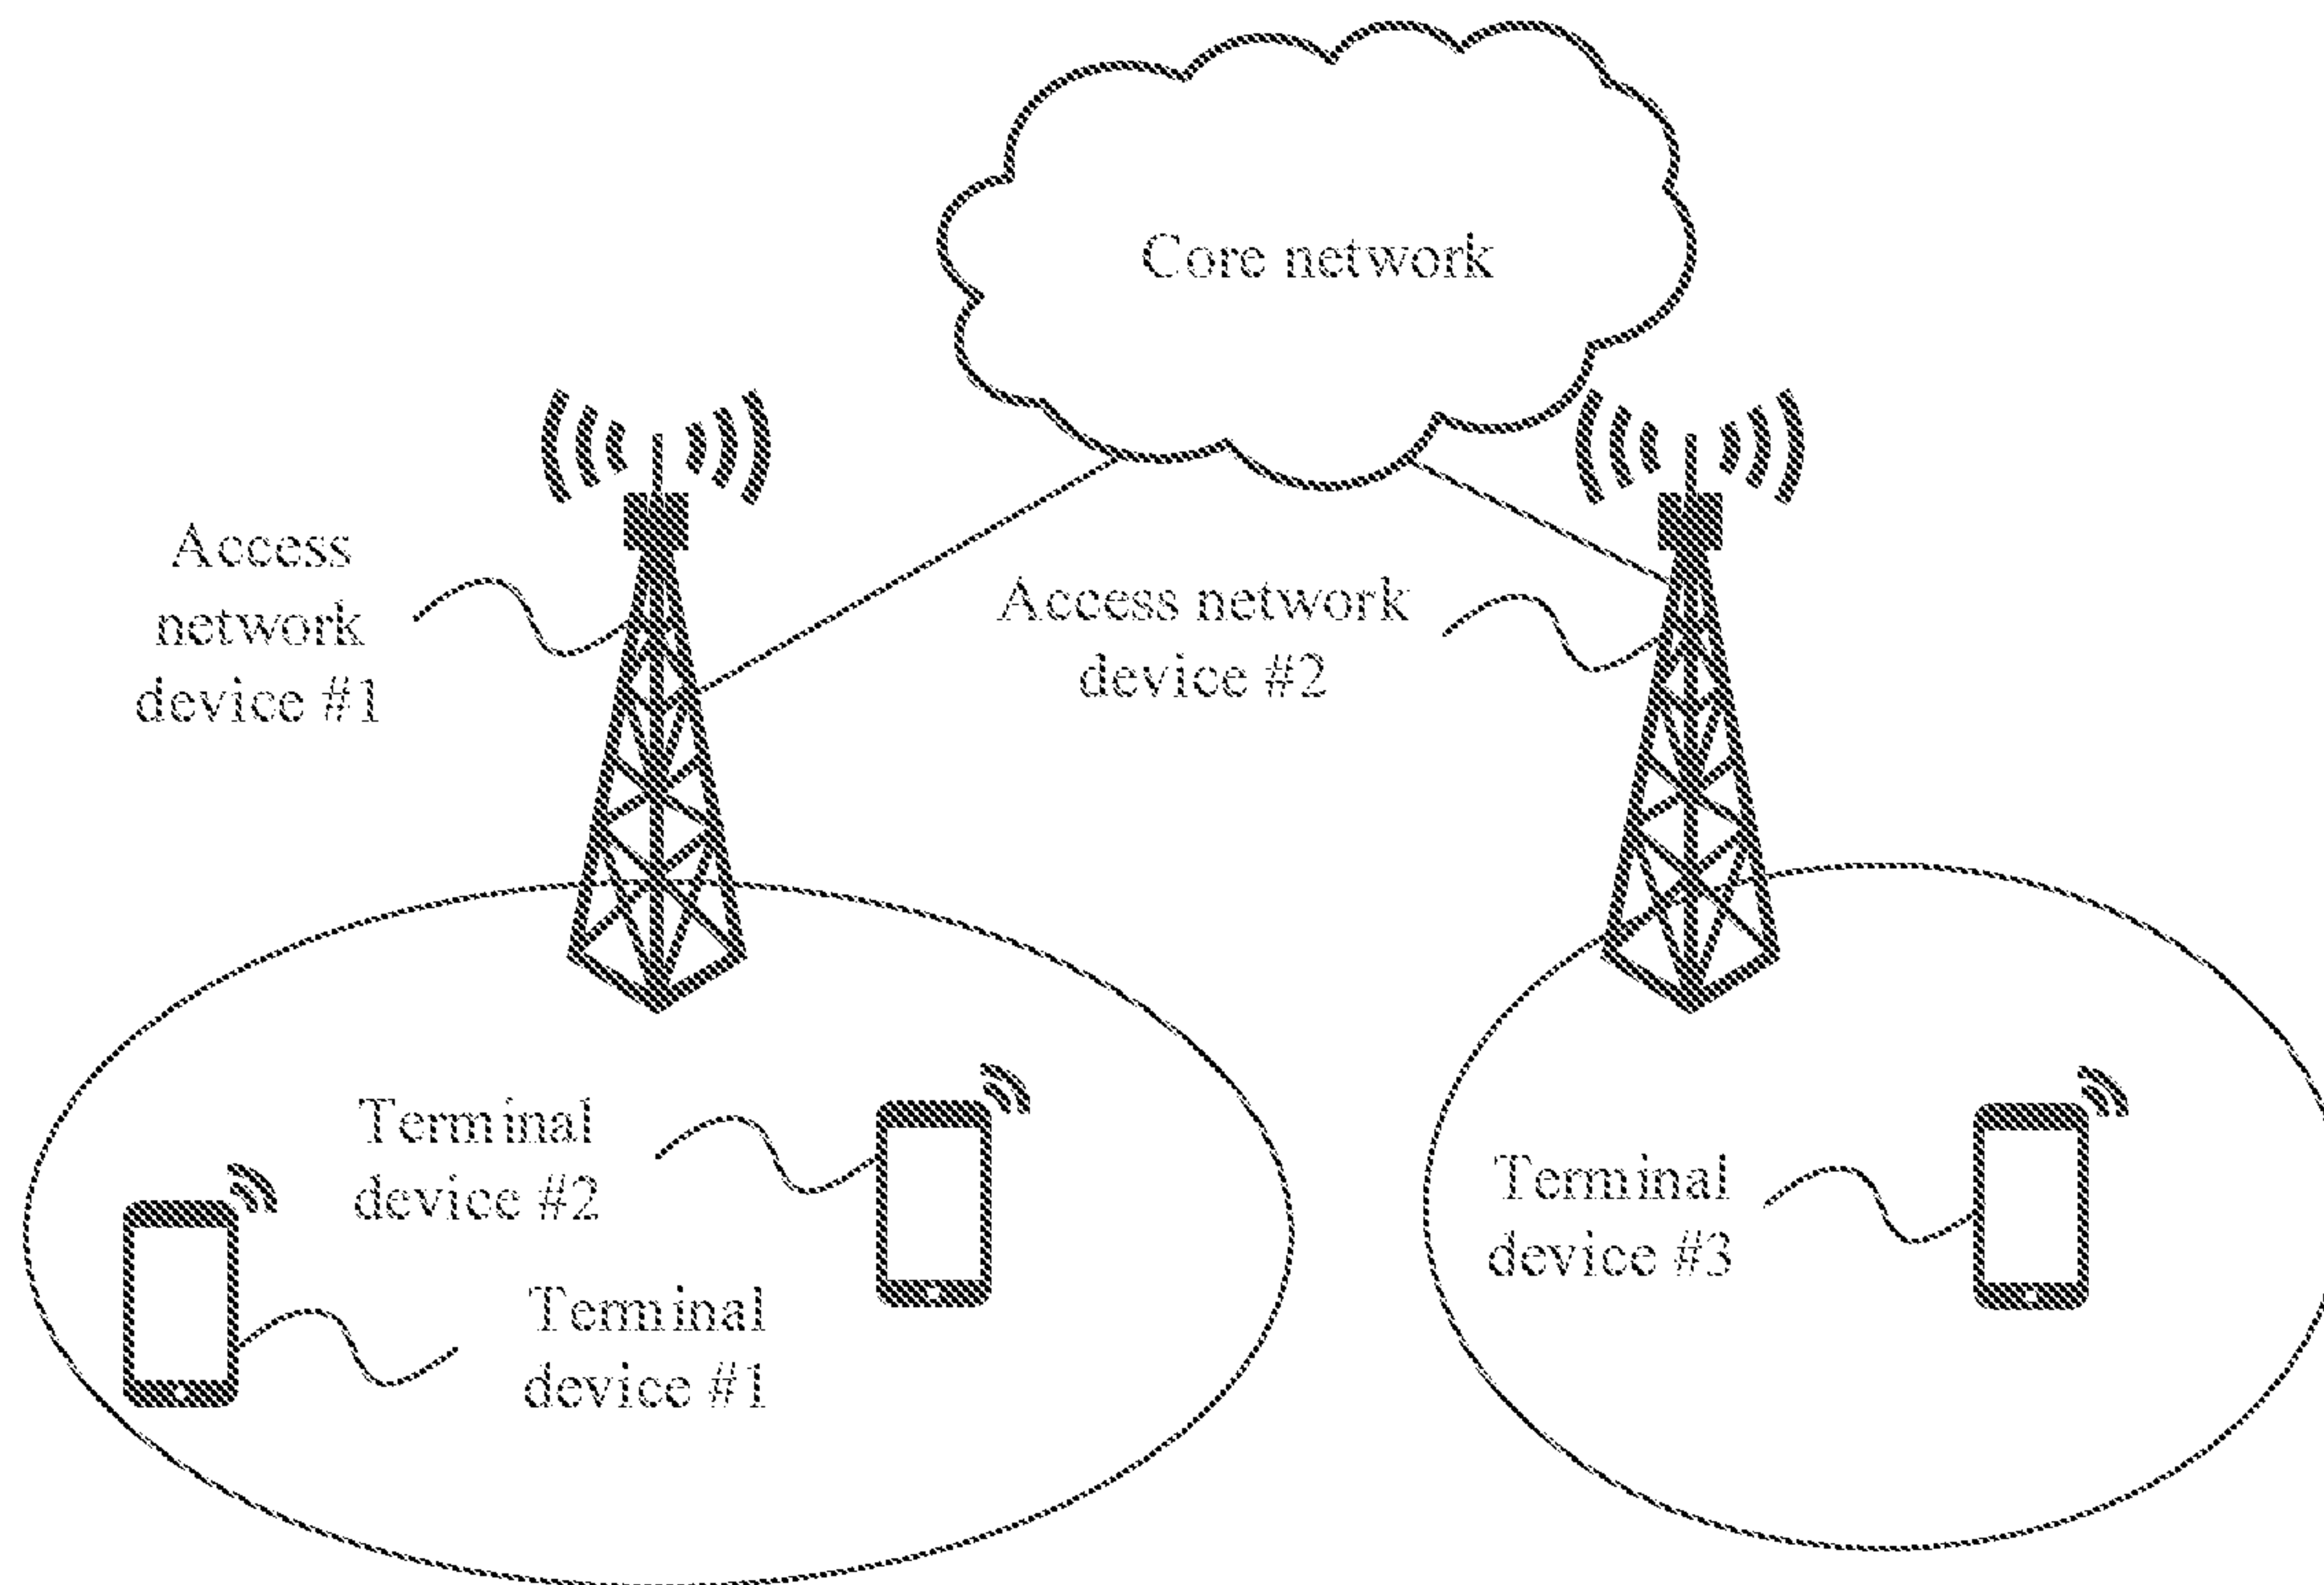 Core network
Access
network
device #1
Access network
device #2
Terminal
device #2
Terminal
device #1
Terminal
device #3